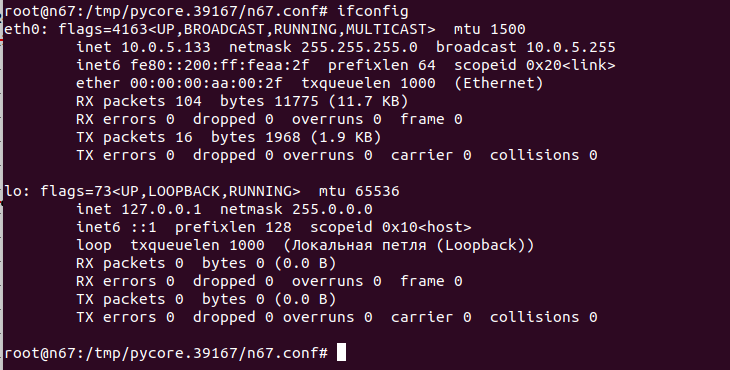 root@n67:/tmp/pycore.39167/n67.conf# ifconfig
eth0: flags=4163<UP,BROADCAST,RUNNING,MULTICAST>  mtu 1500
        inet 10.0.5.133  netmask 255.255.255.0  broadcast 10.0.5.255
        inet6 fe80::200:ff:feaa:2f  prefixlen 64  scopeid 0x20<link>
        ether 00:00:00:aa:00:2f  txqueuelen 1000  (Ethernet)
        RX packets 104  bytes 11775 (11.7 KB)
        RX errors 0  dropped 0  overruns 0  frame 0
        TX packets 16  bytes 1968 (1.9 KB)
        TX errors 0  dropped 0 overruns 0  carrier 0  collisions 0

lo: flags=73<UP,LOOPBACK,RUNNING>  mtu 65536
        inet 127.0.0.1  netmask 255.0.0.0
        inet6 ::1  prefixlen 128  scopeid 0x10<host>
        loop  txqueuelen 1000  (Локальная петля (Loopback))
        RX packets 0  bytes 0 (0.0 B)
        RX errors 0  dropped 0  overruns 0  frame 0
        TX packets 0  bytes 0 (0.0 B)
        TX errors 0  dropped 0 overruns 0  carrier 0  collisions 0

root@n67:/tmp/pycore.39167/n67.conf#